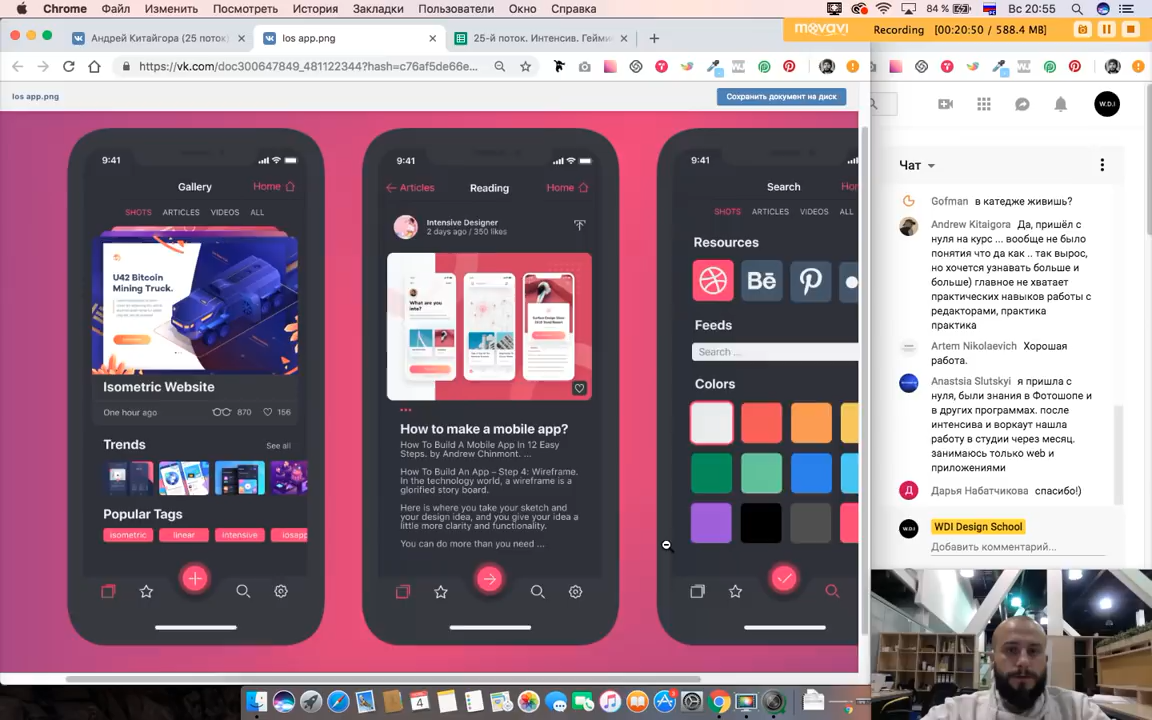 Chrome Файл Изменить История Закладки Пользователи Окно Справка 84 % Вс 20:55
Андрей Китайгора (25 поток)
Ios app.png
25-й поток. Интенсив. Гейми
movavi Recording 00:20:50 / 588.4 MB
https://vk.com/doc300647849_481122344?hash=c76af5de66e...
Ios app.png
Сохранить документ на диск
9:41
Gallery
Home
SHOTS ARTICLES VIDEOS ALL
U42 Bitcoin
Mining Truck.
Isometric Website
One hour ago 870 156
Trends See all
Popular Tags
isometric linear intensive iosapp
9:41
Articles Reading Home
Intensive Designer
2 days ago / 350 likes
What are you
How to make a mobile app?
How To Build A Mobile App In 12 Easy
Steps. by Andrew Chinmont. ...
How To Build An App – Step 4: Wireframe.
In the technology world, a wireframe is a
glorified story board.
Here is where you take your sketch and
your design idea, and you give your idea a
little more clarity and functionality.
You can do more than you need ...
9:41
Search
Hor
SHOTS ARTICLES VIDEOS ALL
Resources
Bē
Feeds
Search ...
Colors
W.D.I
Чат
Gofman в катедже живишь?
Andrew Kitaigora Да, пришёл с
нуля на курс ... вообще не было
понятия что да как .. так вырос,
но хочется узнавать больше и
больше) главное не хватает
практических навыков работы с
редакторами, практика
практика
Artem Nikolaevich Хорошая
работа.
Anastsia Slutskyi я пришла с
нуля, были знания в Фотошопе и
в других программах. после
интенсива и воркаут нашла
работу в студии через месяц.
занимаюсь только web и
приложениями
Д Дарья Набатчикова спасибо!)
W.D.I WDI Design School
Добавить комментарий...